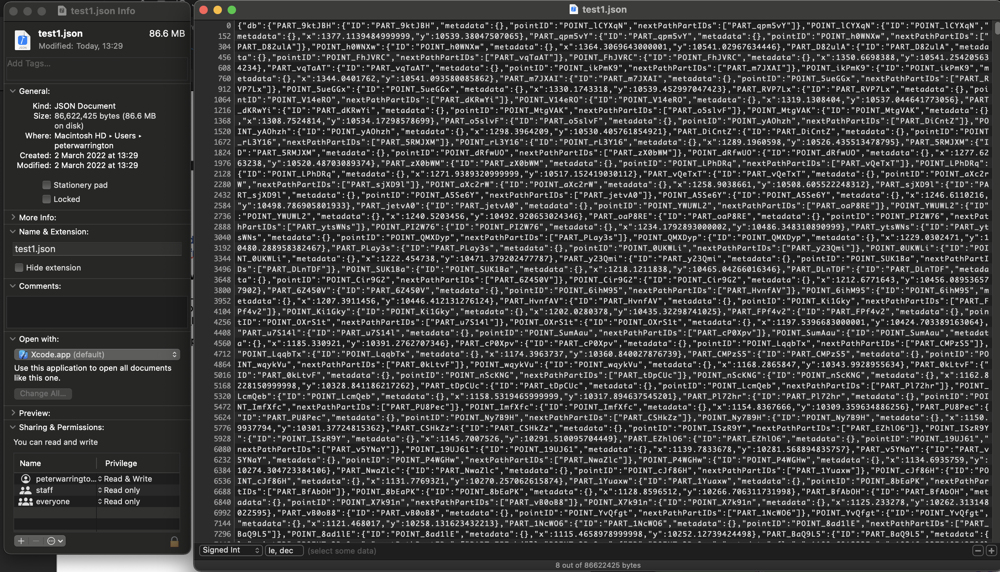 test1.json Info
test1.json 86.6 MB
Modified: Today, 13:29
Add Tags...
General:
Kind: JSON Document
Size: 86,622,425 bytes (86.6 MB
on disk)
Where: Macintosh HD ▸ Users ▸
peterwarrington
Created: 2 March 2022 at 13:29
Modified: 2 March 2022 at 13:29
Stationery pad
Locked
More Info:
Name & Extension:
test1.json
Hide extension
Comments:
Open with:
Xcode.app (default)
Use this application to open all documents
like this one.
Change All...
Preview:
Sharing & Permissions:
You can read and write
Name Privilege
peterwarringto... Read & Write
staff Read only
everyone Read only
test1.json
0 {"db":{"PART_9ktJBH":{"ID":"PART_9ktJBH","metadata":{},"pointID":"POINT_lCYXqN","nextPathPartIDs":["PART_qpm5vY"]},"POINT_lCYXqN":{"ID":"POINT_lCYXqN","
152 metadata":{},"x":1377.1139484999999,"y":10539.38047507065},"PART_qpm5vY":{"ID":"PART_qpm5vY","metadata":{},"pointID":"POINT_h0WNXw","nextPathPartIDs":["
304 PART_D82ulA"]},"POINT_h0WNXw":{"ID":"POINT_h0WNXw","metadata":{},"x":1364.3069643000001,"y":10541.02967634446},"PART_D82ulA":{"ID":"PART_D82ulA","metada
456 ta":{},"pointID":"POINT_FhJVRC","nextPathPartIDs":["PART_vqTaAT"]},"POINT_FhJVRC":{"ID":"POINT_FhJVRC","metadata":{},"x":1350.6698388,"y":10541.25420563
608 4234},"PART_vqTaAT":{"ID":"PART_vqTaAT","metadata":{},"pointID":"POINT_ikPmK9","nextPathPartIDs":["PART_m7JXAI"]},"POINT_ikPmK9":{"ID":"POINT_ikPmK9","m
760 etadata":{},"x":1344.0401762,"y":10541.093580085862},"PART_m7JXAI":{"ID":"PART_m7JXAI","metadata":{},"pointID":"POINT_5ueGGx","nextPathPartIDs":["PART_R
912 VP7Lx"]},"POINT_5ueGGx":{"ID":"POINT_5ueGGx","metadata":{},"x":1330.1743318,"y":10539.452997047423},"PART_RVP7Lx":{"ID":"PART_RVP7Lx","metadata":{},"poi
1064 ntID":"POINT_V14eRO","nextPathPartIDs":["PART_dKRwYi"]},"POINT_V14eRO":{"ID":"POINT_V14eRO","metadata":{},"x":1319.1308404,"y":10537.044641773056},"PART
1216 _dKRwYi":{"ID":"PART_dKRwYi","metadata":{},"pointID":"POINT_MtgVAK","nextPathPartIDs":["PART_o5slvF"]},"POINT_MtgVAK":{"ID":"POINT_MtgVAK","metadata":{}
1368 ,"x":1308.7524814,"y":10534.17298578699},"PART_o5slvF":{"ID":"PART_o5slvF","metadata":{},"pointID":"POINT_yAOhzh","nextPathPartIDs":["PART_DiCntZ"]},"PO
1520 INT_yAOhzh":{"ID":"POINT_yAOhzh","metadata":{},"x":1298.3964209,"y":10530.405761854921},"PART_DiCntZ":{"ID":"PART_DiCntZ","metadata":{},"pointID":"POINT
1672 _rL3Y16","nextPathPartIDs":["PART_5RMJXM"]},"POINT_rL3Y16":{"ID":"POINT_rL3Y16","metadata":{},"x":1289.1960598,"y":10526.435513478795},"PART_5RMJXM":{"I
1824 D":"PART_5RMJXM","metadata":{},"pointID":"POINT_dRfwUO","nextPathPartIDs":["PART_zX0bWM"]},"POINT_dRfwUO":{"ID":"POINT_dRfwUO","metadata":{},"x":1277.62
1976 63238,"y":10520.48703089374},"PART_zX0bWM":{"ID":"PART_zX0bWM","metadata":{},"pointID":"POINT_LPhDRq","nextPathPartIDs":["PART_vQeTxT"]},"POINT_LPhDRq":
2128 {"ID":"POINT_LPhDRq","metadata":{},"x":1271.9389320999999,"y":10517.152419030112},"PART_vQeTxT":{"ID":"PART_vQeTxT","metadata":{},"pointID":"POINT_aXc2r
2280 W","nextPathPartIDs":["PART_sjXD9l"]},"POINT_aXc2rW":{"ID":"POINT_aXc2rW","metadata":{},"x":1258.9038661,"y":10508.605522248312},"PART_sjXD9l":{"ID":"PA
2432 RT_sjXD9l","metadata":{},"pointID":"POINT_A5Se6Y","nextPathPartIDs":["PART_jetvA0"]},"POINT_A5Se6Y":{"ID":"POINT_A5Se6Y","metadata":{},"x":1246.6110216,
2584 "y":10498.786905801933},"PART_jetvA0":{"ID":"PART_jetvA0","metadata":{},"pointID":"POINT_YWUWL2","nextPathPartIDs":["PART_oaP8RE"]},"POINT_YWUWL2":{"ID"
2736 :"POINT_YWUWL2","metadata":{},"x":1240.5203456,"y":10492.920653024346},"PART_oaP8RE":{"ID":"PART_oaP8RE","metadata":{},"pointID":"POINT_PI2W76","nextPat
2888 hPartIDs":["PART_ytsWNs"]},"POINT_PI2W76":{"ID":"POINT_PI2W76","metadata":{},"x":1234.1792893000002,"y":10486.348310890999},"PART_ytsWNs":{"ID":"PART_yt
3040 sWNs","metadata":{},"pointID":"POINT_QMXDyp","nextPathPartIDs":["PART_PLay3s"]},"POINT_QMXDyp":{"ID":"POINT_QMXDyp","metadata":{},"x":1229.0302471,"y":1
3192 0480.288958382467},"PART_PLay3s":{"ID":"PART_PLay3s","metadata":{},"pointID":"POINT_0UKWLi","nextPathPartIDs":["PART_y23Qmi"]},"POINT_0UKWLi":{"ID":"POI
3344 NT_0UKWLi","metadata":{},"x":1222.454738,"y":10471.379202477787},"PART_y23Qmi":{"ID":"PART_y23Qmi","metadata":{},"pointID":"POINT_SUK1Ba","nextPathPartI
3496 Ds":["PART_DLnTDF"]},"POINT_SUK1Ba":{"ID":"POINT_SUK1Ba","metadata":{},"x":1218.1211838,"y":10465.04266016346},"PART_DLnTDF":{"ID":"PART_DLnTDF","metada
3648 ta":{},"pointID":"POINT_Cir9G2","nextPathPartIDs":["PART_6Z450V"]},"POINT_Cir9G2":{"ID":"POINT_Cir9G2","metadata":{},"x":1212.6771643,"y":10456.08953657
3800 7902},"PART_6Z450V":{"ID":"PART_6Z450V","metadata":{},"pointID":"POINT_6ihM95","nextPathPartIDs":["PART_HvnfAV"]},"POINT_6ihM95":{"ID":"POINT_6ihM95","m
3952 etadata":{},"x":1207.3911456,"y":10446.412131276124},"PART_HvnfAV":{"ID":"PART_HvnfAV","metadata":{},"pointID":"POINT_Ki1Gky","nextPathPartIDs":["PART_F
4104 Pf4v2"]},"POINT_Ki1Gky":{"ID":"POINT_Ki1Gky","metadata":{},"x":1202.0280378,"y":10435.32298741025},"PART_FPf4v2":{"ID":"PART_FPf4v2","metadata":{},"poin
4256 tID":"POINT_OXrS1t","nextPathPartIDs":["PART_u7S14l"]},"POINT_OXrS1t":{"ID":"POINT_OXrS1t","metadata":{},"x":1197.5396683000001,"y":10424.703389163064},
4408 "PART_u7S14l":{"ID":"PART_u7S14l","metadata":{},"pointID":"POINT_SumAau","nextPathPartIDs":["PART_cP0Xpv"]},"POINT_SumAau":{"ID":"POINT_SumAau","metadat
4560 a":{},"x":1185.330921,"y":10391.2762707346},"PART_cP0Xpv":{"ID":"PART_cP0Xpv","metadata":{},"pointID":"POINT_LqqbTx","nextPathPartIDs":["PART_CMPzS5"]},
4712 "POINT_LqqbTx":{"ID":"POINT_LqqbTx","metadata":{},"x":1174.3963737,"y":10360.840027876739},"PART_CMPzS5":{"ID":"PART_CMPzS5","metadata":{},"pointID":"PO
4864 INT_wqykVu","nextPathPartIDs":["PART_0kLtvF"]},"POINT_wqykVu":{"ID":"POINT_wqykVu","metadata":{},"x":1168.2865847,"y":10343.9928955634},"PART_0kLtvF":{"
5016 ID":"PART_0kLtvF","metadata":{},"pointID":"POINT_nScKNG","nextPathPartIDs":["PART_tDpCUc"]},"POINT_nScKNG":{"ID":"POINT_nScKNG","metadata":{},"x":1162.8
5168 228150999998,"y":10328.841186217262},"PART_tDpCUc":{"ID":"PART_tDpCUc","metadata":{},"pointID":"POINT_LcmQeb","nextPathPartIDs":["PART_Pl72hr"]},"POINT_
5320 LcmQeb":{"ID":"POINT_LcmQeb","metadata":{},"x":1158.5319465999999,"y":10317.894637545201},"PART_Pl72hr":{"ID":"PART_Pl72hr","metadata":{},"pointID":"POI
5472 NT_ImfXfc","nextPathPartIDs":["PART_PU8Pec"]},"POINT_ImfXfc":{"ID":"POINT_ImfXfc","metadata":{},"x":1154.8367666,"y":10309.359634886256},"PART_PU8Pec":{
5624 "ID":"PART_PU8Pec","metadata":{},"pointID":"POINT_Ny7B9H","nextPathPartIDs":["PART_CSHkZz"]},"POINT_Ny7B9H":{"ID":"POINT_Ny7B9H","metadata":{},"x":1150.
5776 9937794,"y":10301.37724815362},"PART_CSHkZz":{"ID":"PART_CSHkZz","metadata":{},"pointID":"POINT_ISzR9Y","nextPathPartIDs":["PART_EZhlO6"]},"POINT_ISzR9Y
5928 ":{"ID":"POINT_ISzR9Y","metadata":{},"x":1145.7007526,"y":10291.510095704449},"PART_EZhlO6":{"ID":"PART_EZhlO6","metadata":{},"pointID":"POINT_19UJ61","
6080 nextPathPartIDs":["PART_v5YNaY"]},"POINT_19UJ61":{"ID":"POINT_19UJ61","metadata":{},"x":1139.7833678,"y":10281.568894835757},"PART_v5YNaY":{"ID":"PART_v
6232 5YNaY","metadata":{},"pointID":"POINT_P4WGHw","nextPathPartIDs":["PART_NwaZlc"]},"POINT_P4WGHw":{"ID":"POINT_P4WGHw","metadata":{},"x":1134.6935759,"y":
6384 10274.304723384106},"PART_NwaZlc":{"ID":"PART_NwaZlc","metadata":{},"pointID":"POINT_cJf86H","nextPathPartIDs":["PART_1Yuaxw"]},"POINT_cJf86H":{"ID":"PO
6536 INT_cJf86H","metadata":{},"x":1131.7769321,"y":10270.257062615874},"PART_1Yuaxw":{"ID":"PART_1Yuaxw","metadata":{},"pointID":"POINT_8bEaPK","nextPathPar
6688 tIDs":["PART_BfAbOH"]},"POINT_8bEaPK":{"ID":"POINT_8bEaPK","metadata":{},"x":1128.8596512,"y":10266.706311731998},"PART_BfAbOH":{"ID":"PART_BfAbOH","met
6840 adata":{},"pointID":"POINT_X7k91n","nextPathPartIDs":["PART_vB0oB8"]},"POINT_X7k91n":{"ID":"POINT_X7k91n","metadata":{},"x":1125.233278,"y":10262.313148
6992 022595},"PART_vB0oB8":{"ID":"PART_vB0oB8","metadata":{},"pointID":"POINT_YvQfgt","nextPathPartIDs":["PART_1NcWO6"]},"POINT_YvQfgt":{"ID":"POINT_YvQfgt",
7144 "metadata":{},"x":1121.468017,"y":10258.131623432213},"PART_1NcWO6":{"ID":"PART_1NcWO6","metadata":{},"pointID":"POINT_8ad1lE","nextPathPartIDs":["PART_
7296 BaQ9L5"]},"POINT_8ad1lE":{"ID":"POINT_8ad1lE","metadata":{},"x":1115.4658978999998,"y":10252.12739424498},"PART_BaQ9L5":{"ID":"PART_BaQ9L5","metadata":{
Signed Int le, dec (select some data)
8 out of 86622425 bytes